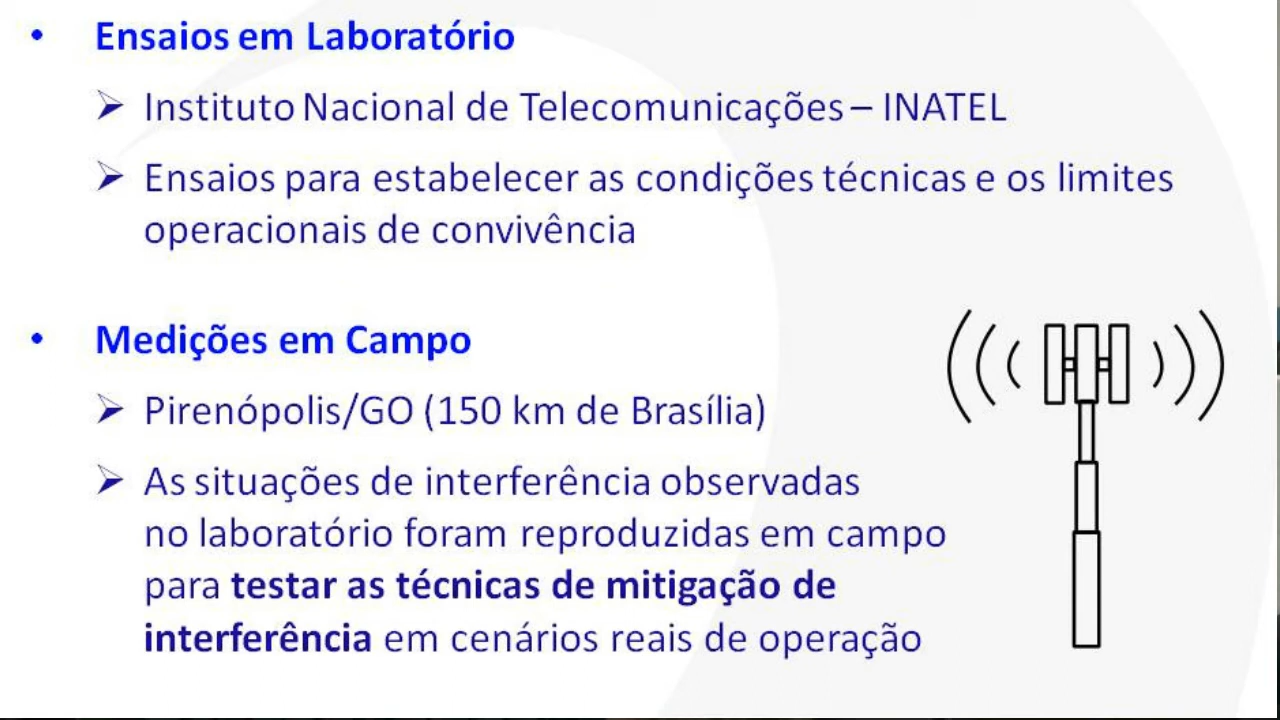 • Ensaios em Laboratório
➢ Instituto Nacional de Telecomunicações – INATEL
➢ Ensaios para estabelecer as condições técnicas e os limites
operacionais de convivência
• Medições em Campo
➢ Pirenópolis/GO (150 km de Brasília)
➢ As situações de interferência observadas
no laboratório foram reproduzidas em campo
para testar as técnicas de mitigação de
interferência em cenários reais de operação